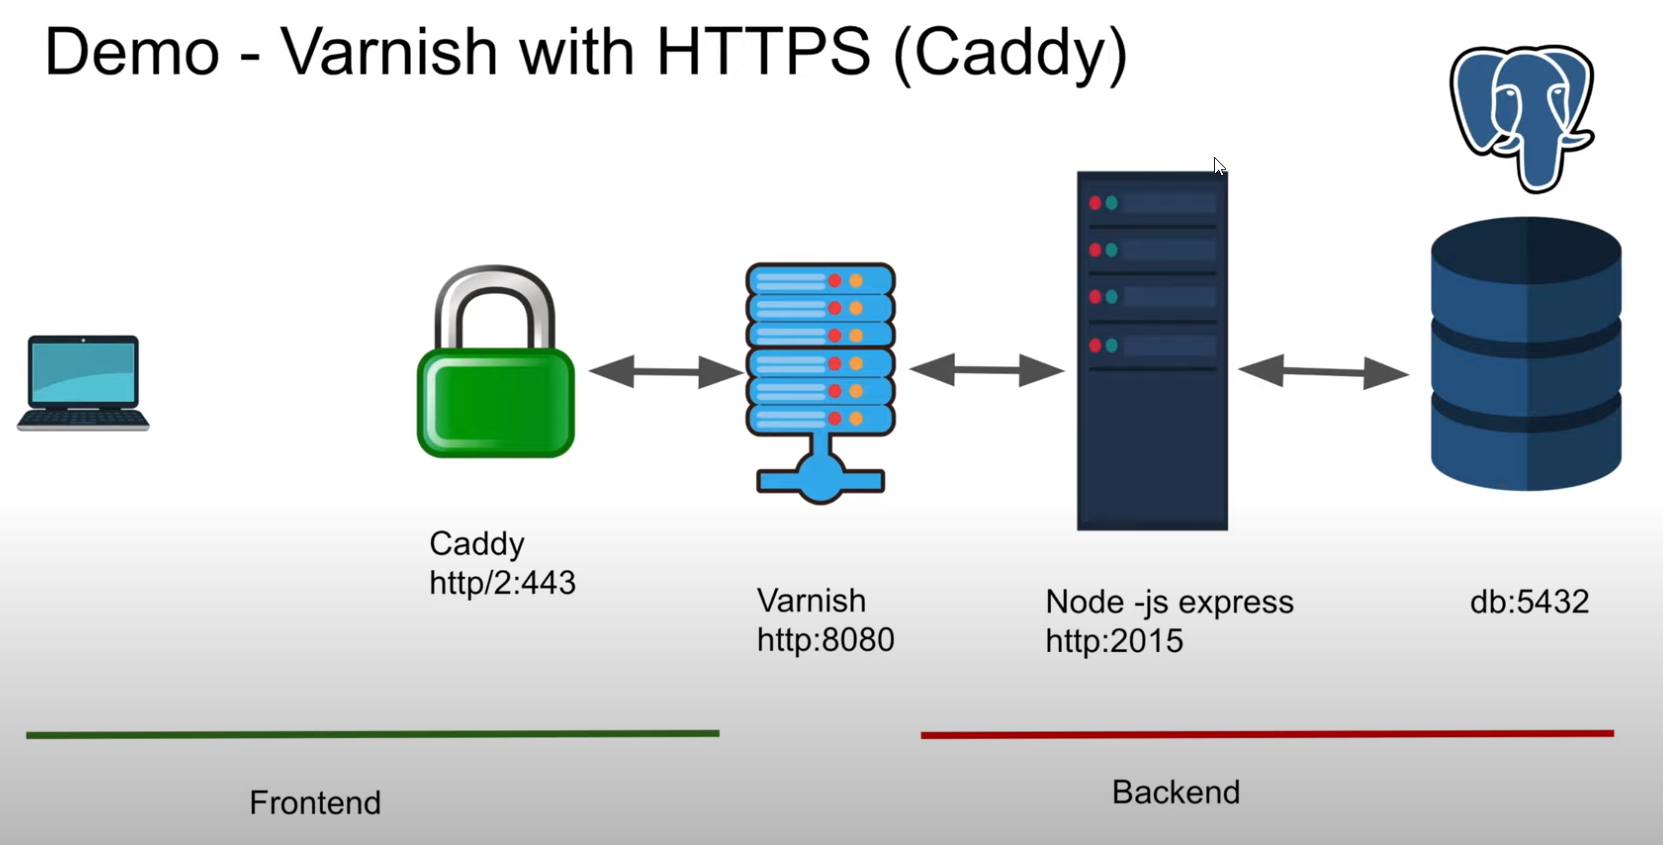 Demo - Varnish with HTTPS (Caddy)
Caddy
http/2:443
Varnish
http:8080
Node -js express
http:2015
db:5432
Frontend
Backend